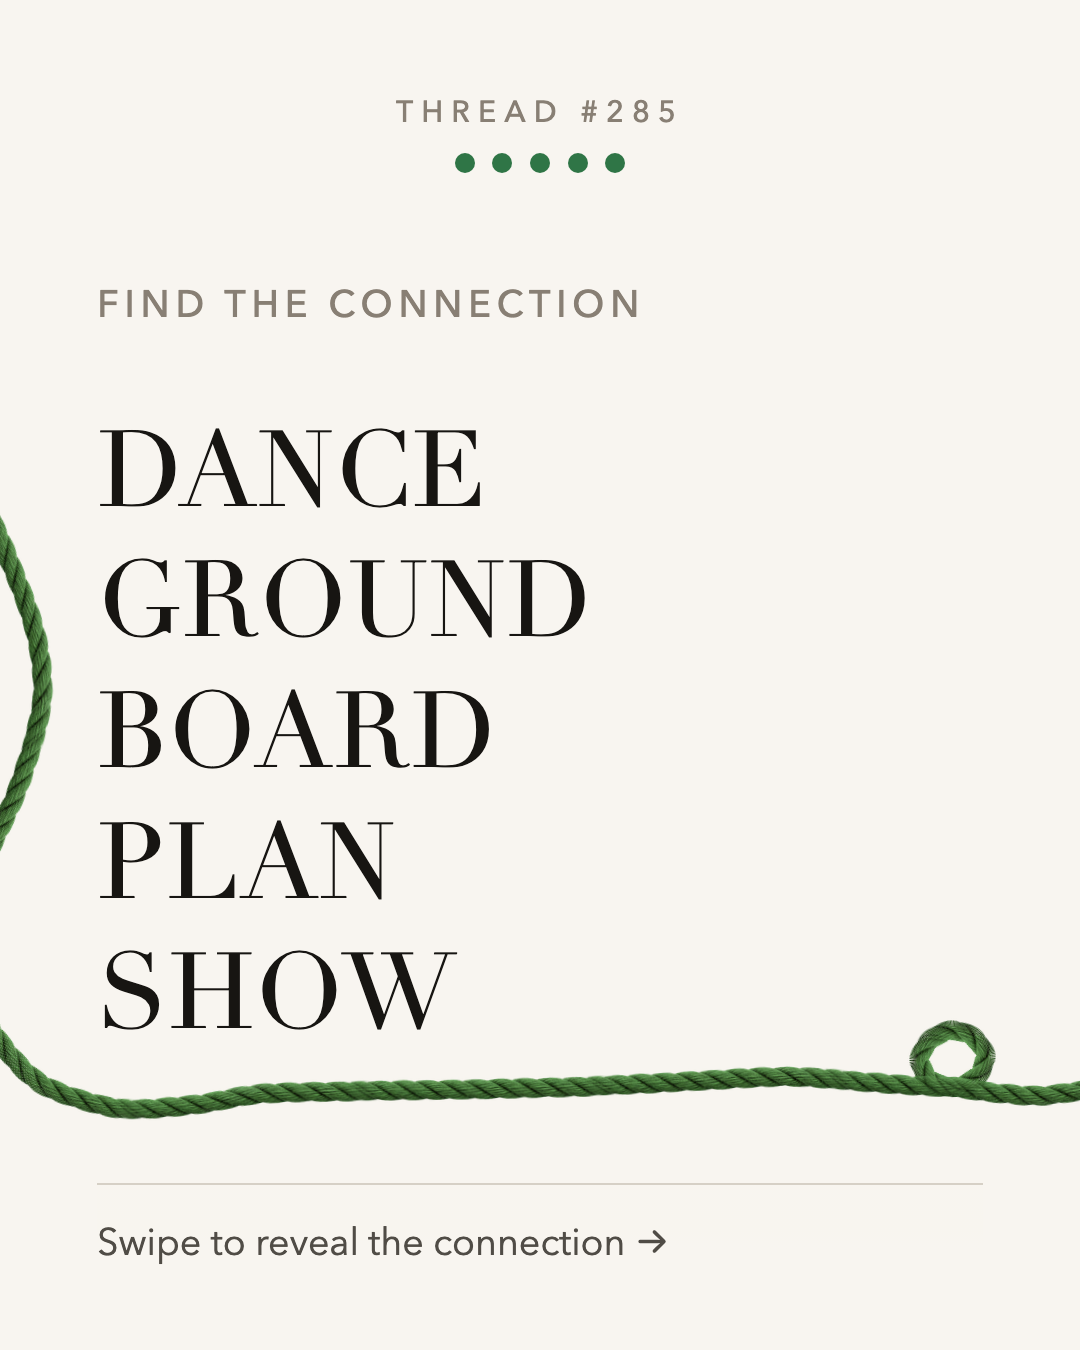 THREAD #285
FIND THE CONNECTION
DANCE
GROUND
BOARD
PLAN
SHOW
Swipe to reveal the connection →